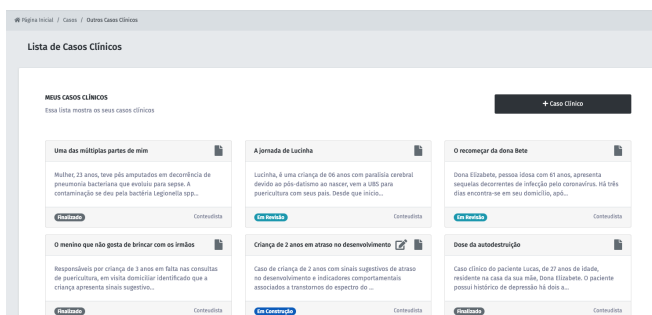 Página Inicial / Casos / Outros Casos Clínicos
Lista de Casos Clínicos
MEUS CASOS CLÍNICOS
Essa lista mostra os seus casos clínicos
+ Caso Clínico
Uma das múltiplas partes de mim
Mulher, 23 anos, teve pés amputados em decorrência de
pneumonia bacteriana que evoluiu para sepse. A
contaminação se deu pela bactéria Legionella spp...
Finalizado
Conteudista
A jornada de Lucinha
Lucinha, é uma criança de 06 anos com paralisia cerebral
devido ao pós-datismo ao nascer, vem a UBS para
puericultura com seus pais. Desde que inicio...
Em Revisão
Conteudista
O recomeçar da dona Bete
Dona Elizabete, pessoa idosa com 61 anos, apresenta
sequelas decorrentes de infecção pelo coronavírus. Há três
dias encontra-se em seu domicílio, apó...
Em Revisão
Conteudista
O menino que não gosta de brincar com os irmãos
Responsáveis por criança de 3 anos em falta nas consultas
de puericultura, em visita domiciliar identificado que a
criança apresenta sinais sugestivo...
Finalizado
Conteudista
Criança de 2 anos em atraso no desenvolvimento
Caso de criança de 2 anos com sinais sugestivos de atraso
no desenvolvimento e indicadores comportamentais
associados a transtornos do espectro do ...
Em Construção
Conteudista
Dose da autodestruição
Caso clínico do paciente Lucas, de 27 anos de idade,
residente na casa da sua mãe, Dona Elizabete. O paciente
possui histórico de depressão há dois a...
Finalizado
Conteudista